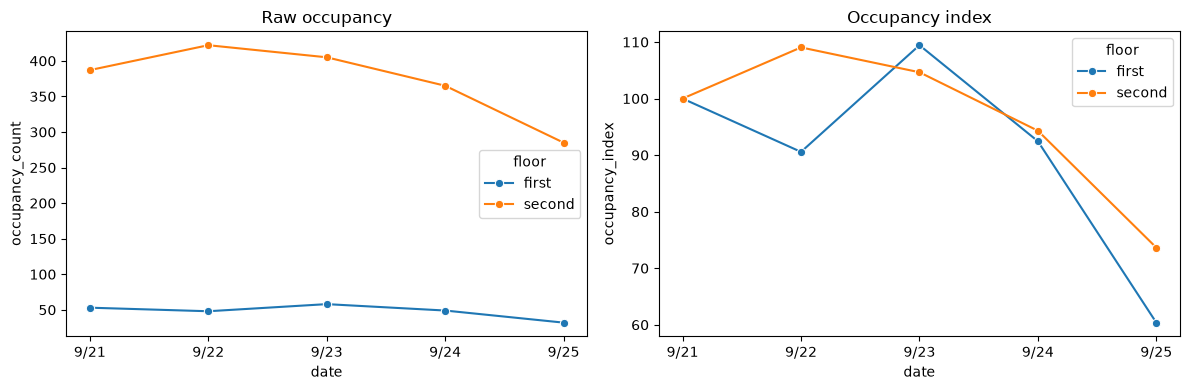 Raw occupancy
occupancy_count
400
350
300
250
200
150
100
50
floor
first
second
9/21 9/22 9/23 9/24 9/25
date
Occupancy index
occupancy_index
110
100
90
80
70
60
floor
first
second
9/21 9/22 9/23 9/24 9/25
date